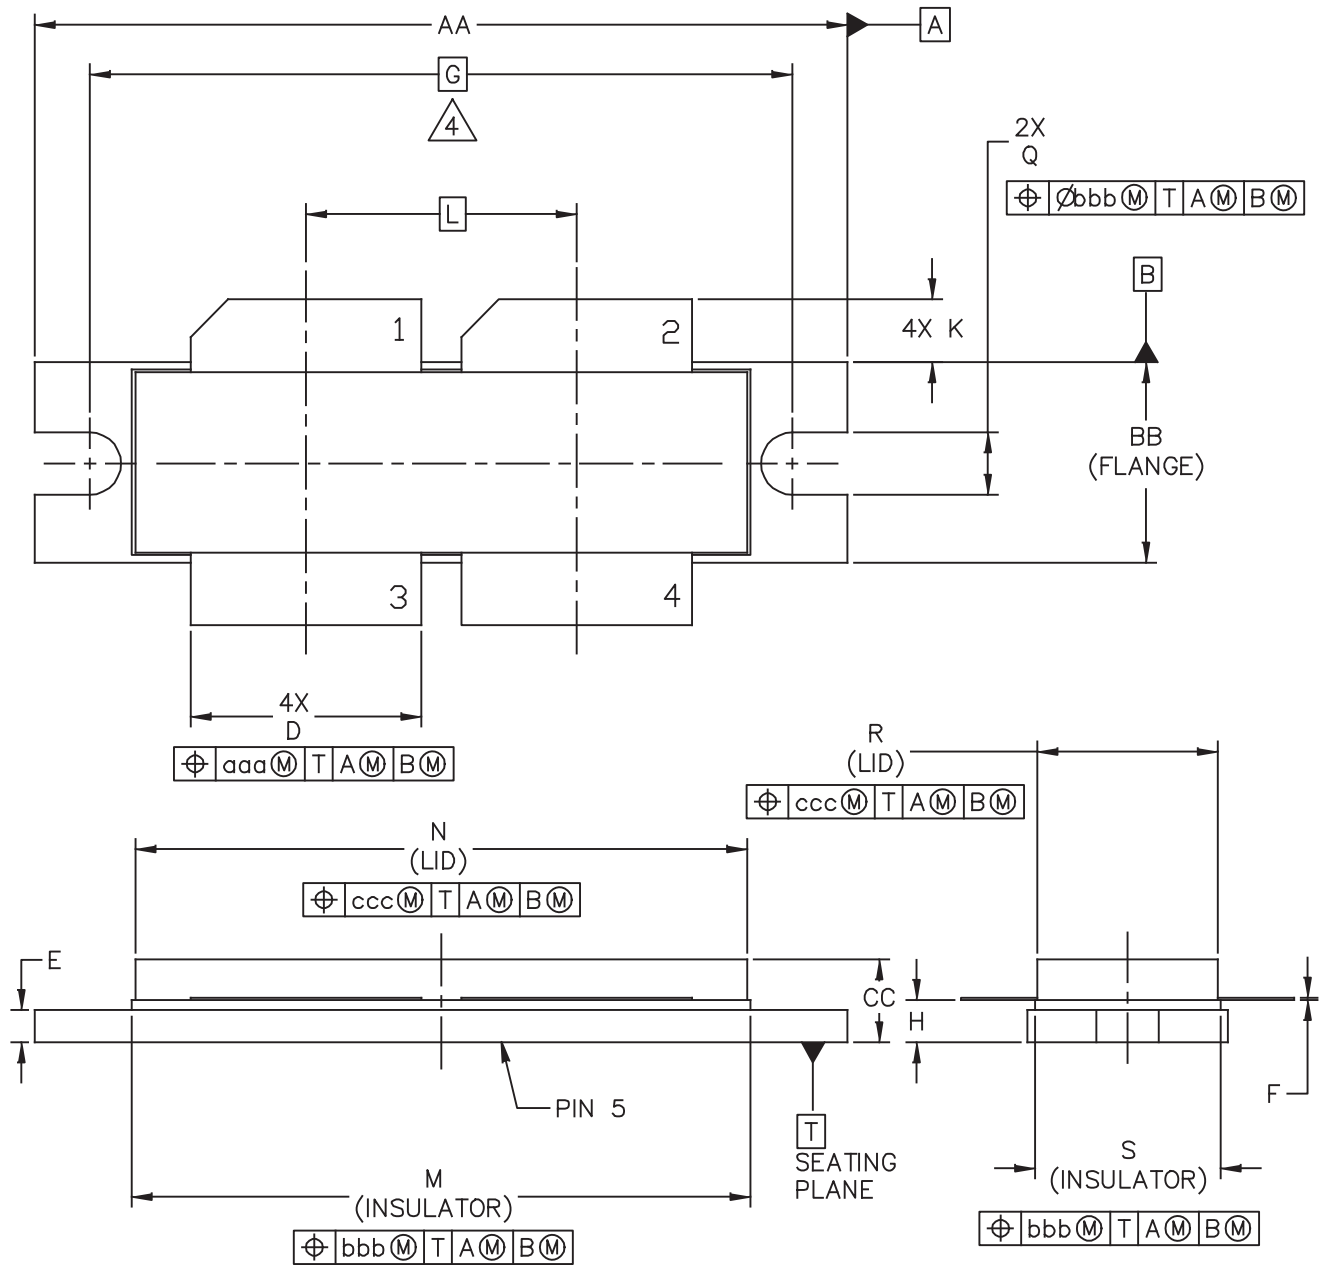 AA
A
G
4
2X
Q
⌖ Øbbb Ⓜ T A Ⓜ B Ⓜ
L
B
1
2
4X K
BB
(FLANGE)
3
4
4X
D
⌖ aaa Ⓜ T A Ⓜ B Ⓜ
R
(LID)
⌖ ccc Ⓜ T A Ⓜ B Ⓜ
N
(LID)
⌖ ccc Ⓜ T A Ⓜ B Ⓜ
E
CC
H
F
PIN 5
T
SEATING
PLANE
M
(INSULATOR)
⌖ bbb Ⓜ T A Ⓜ B Ⓜ
S
(INSULATOR)
⌖ bbb Ⓜ T A Ⓜ B Ⓜ